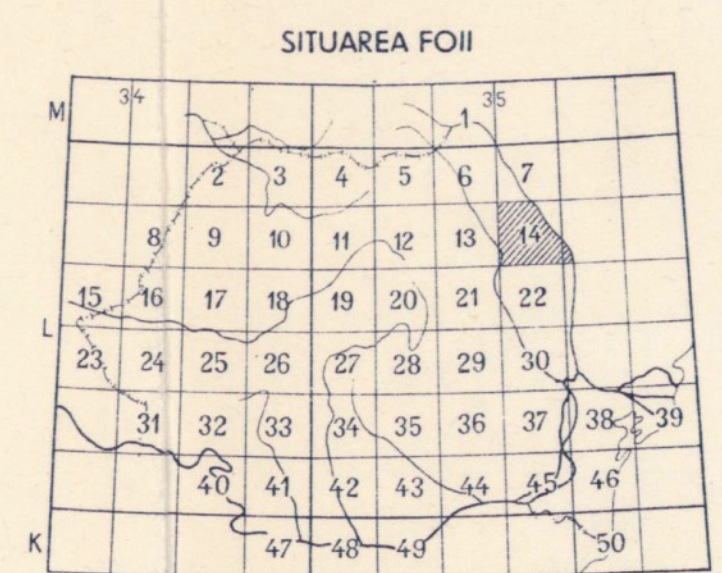 SITUAREA FOII
34 35
M 1
2 3 4 5 6 7
8 9 10 11 12 13 14
15 16 17 18 19 20 21 22
L
23 24 25 26 27 28 29 30
31 32 33 34 35 36 37 38 39
40 41 42 43 44 45 46
K 47 48 49 50